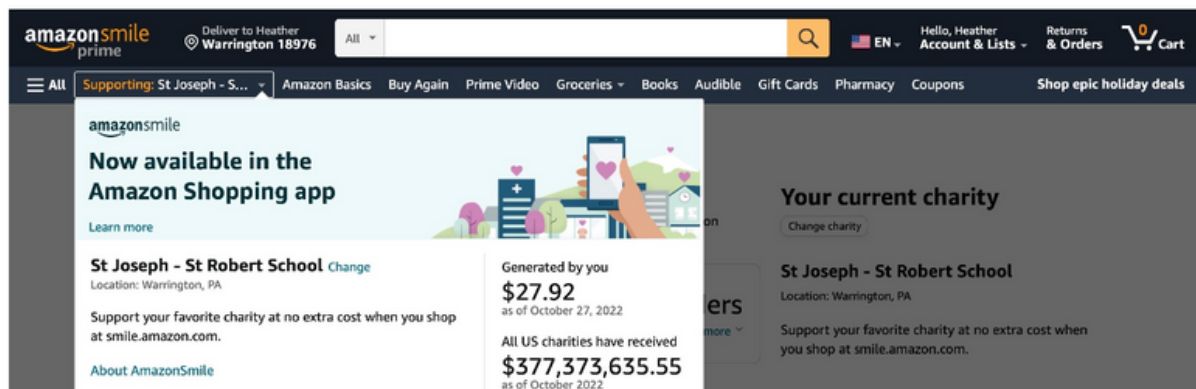 amazonsmile
prime
Deliver to Heather
Warrington 18976
All
EN
Hello, Heather
Account & Lists
Returns
& Orders
0
Cart
All
Supporting: St Joseph - S...
Amazon Basics
Buy Again
Prime Video
Groceries
Books
Audible
Gift Cards
Pharmacy
Coupons
Shop epic holiday deals
amazonsmile
Now available in the
Amazon Shopping app
Learn more
St Joseph - St Robert School Change
Location: Warrington, PA
Support your favorite charity at no extra cost when you shop
at smile.amazon.com.
About AmazonSmile
Generated by you
$27.92
as of October 27, 2022
All US charities have received
$377,373,635.55
as of October 2022
on
ers
more
Your current charity
Change charity
St Joseph - St Robert School
Location: Warrington, PA
Support your favorite charity at no extra cost when
you shop at smile.amazon.com.